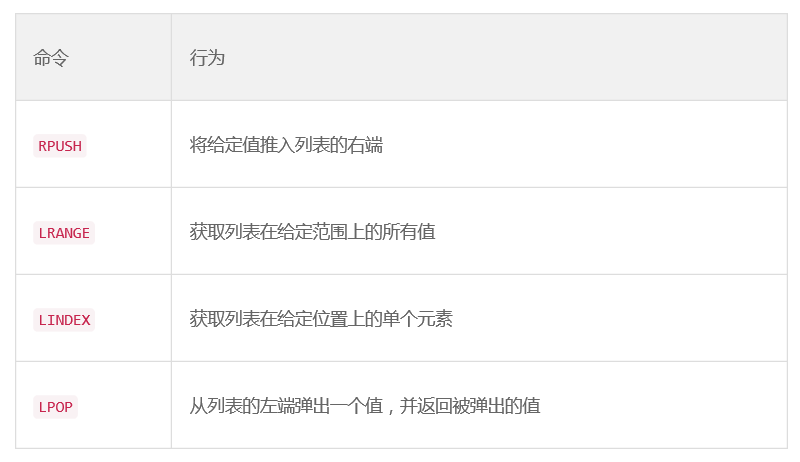 命令 行为
RPUSH 将给定值推入列表的右端
LRANGE 获取列表在给定范围上的所有值
LINDEX 获取列表在给定位置上的单个元素
LPOP 从列表的左端弹出一个值，并返回被弹出的值